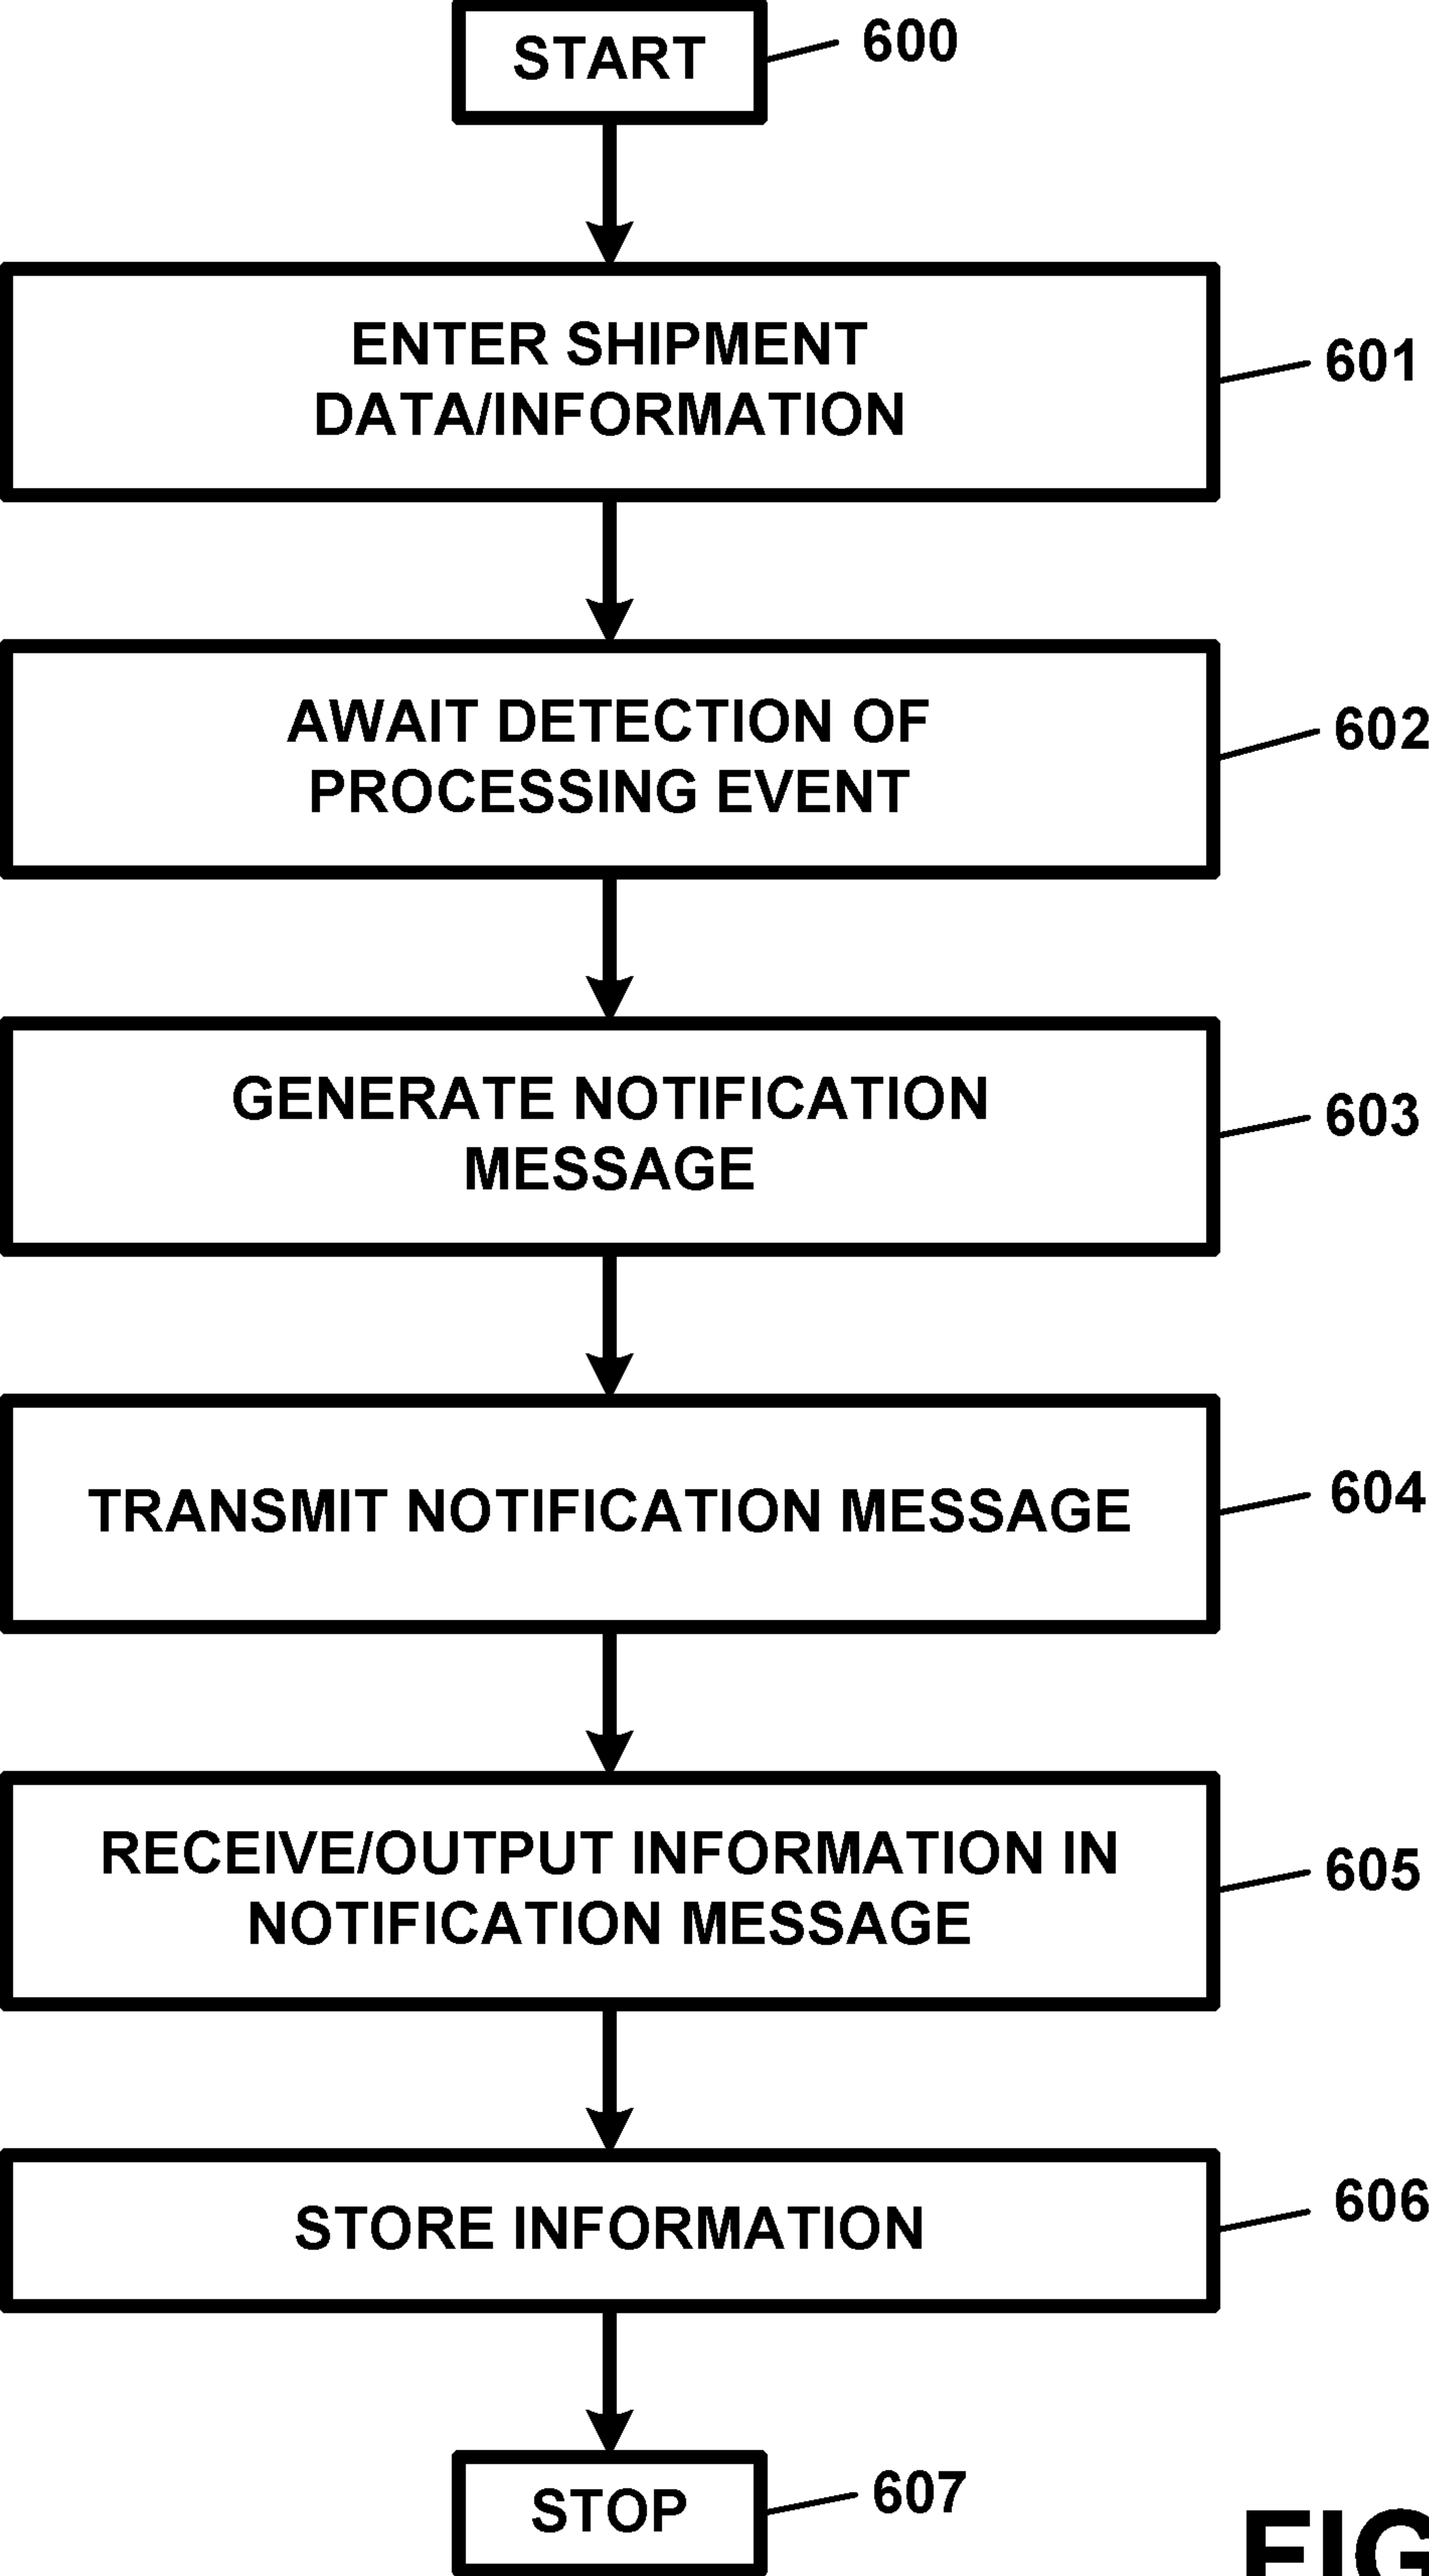 START
600
ENTER SHIPMENT
DATA/INFORMATION
601
AWAIT DETECTION OF
PROCESSING EVENT
602
GENERATE NOTIFICATION
MESSAGE
603
TRANSMIT NOTIFICATION MESSAGE
604
RECEIVE/OUTPUT INFORMATION IN
NOTIFICATION MESSAGE
605
STORE INFORMATION
606
STOP
607
FIG